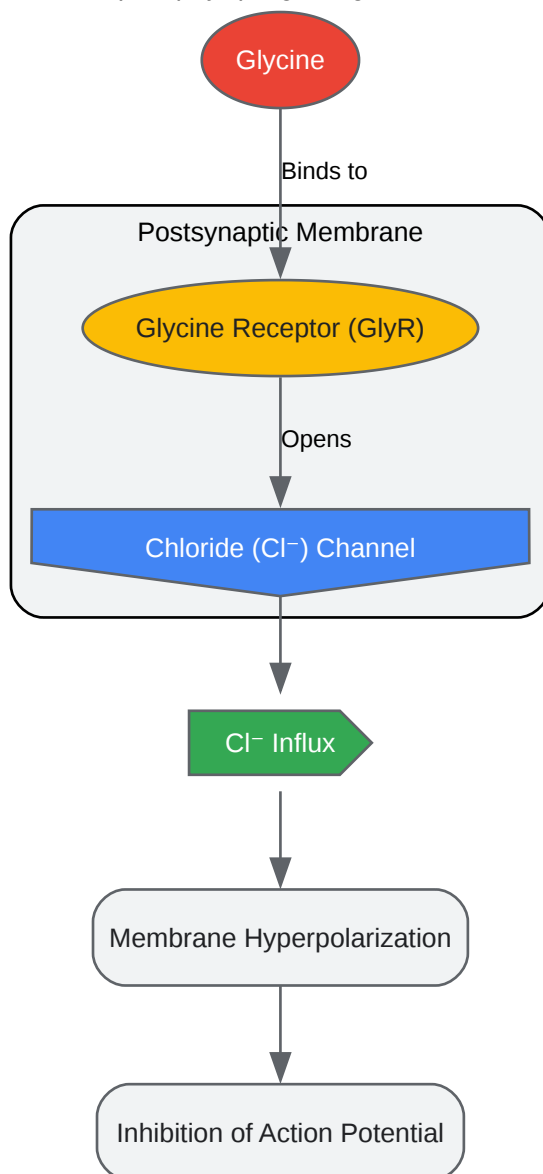 Glycine
Binds to
Postsynaptic Membrane
Glycine Receptor (GlyR)
Opens
Chloride (Cl⁻) Channel
Cl⁻ Influx
Membrane Hyperpolarization
Inhibition of Action Potential